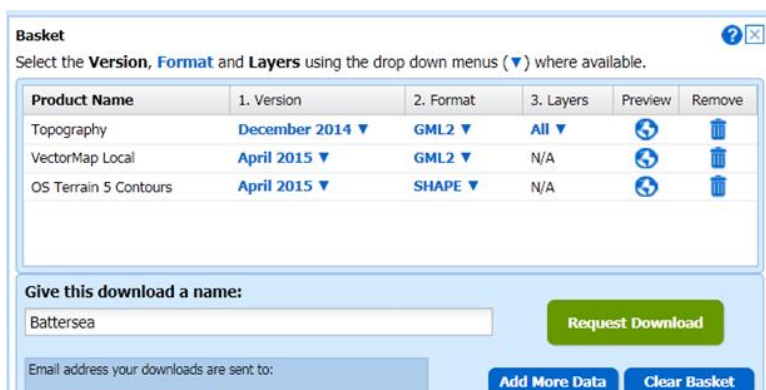 Basket ?
Select the Version, Format and Layers using the drop down menus (▼) where available.
Product Name 1. Version 2. Format 3. Layers Preview Remove
Topography December 2014 ▼ GML2 ▼ All ▼
VectorMap Local April 2015 ▼ GML2 ▼ N/A
OS Terrain 5 Contours April 2015 ▼ SHAPE ▼ N/A
Give this download a name:
Battersea Request Download
Email address your downloads are sent to:
Add More Data Clear Basket